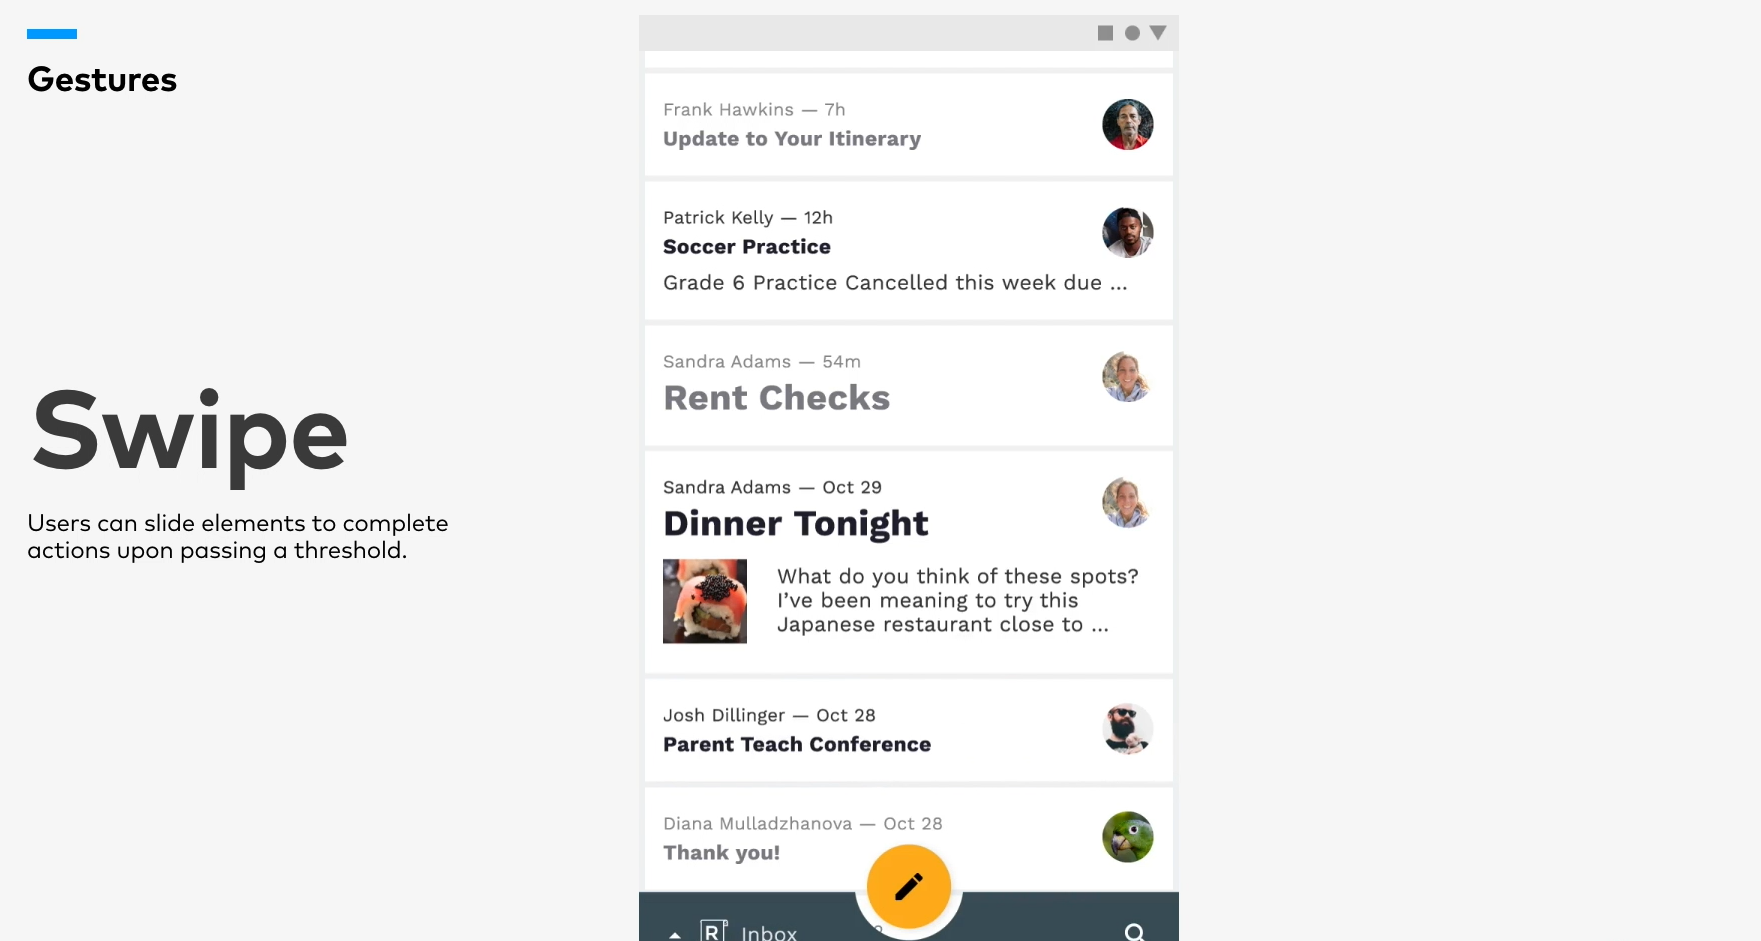 Gestures
Swipe
Users can slide elements to complete
actions upon passing a threshold.
Frank Hawkins — 7h
Update to Your Itinerary
Patrick Kelly — 12h
Soccer Practice
Grade 6 Practice Cancelled this week due ...
Sandra Adams — 54m
Rent Checks
Sandra Adams — Oct 29
Dinner Tonight
What do you think of these spots?
I’ve been meaning to try this
Japanese restaurant close to ...
Josh Dillinger — Oct 28
Parent Teach Conference
Diana Mulladzhanova — Oct 28
Thank you!
R Inbox